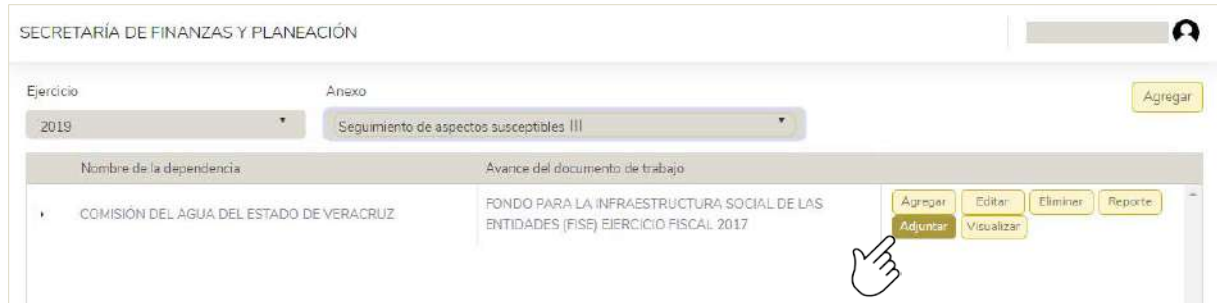 SECRETARÍA DE FINANZAS Y PLANEACIÓN
Ejercicio
Anexo
Agregar
2019
Seguimiento de aspectos susceptibles III
Nombre de la dependencia
Avance del documento de trabajo
COMISIÓN DEL AGUA DEL ESTADO DE VERACRUZ
FONDO PARA LA INFRAESTRUCTURA SOCIAL DE LAS
ENTIDADES (FISE) EJERCICIO FISCAL 2017
Agregar Editar Eliminar Reporte
Adjuntar Visualizar